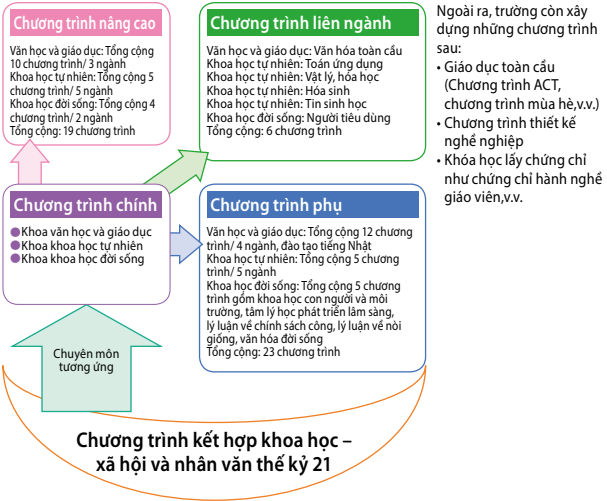 Chương trình nâng cao
Văn học và giáo dục: Tổng cộng
10 chương trình/ 3 ngành
Khoa học tự nhiên: Tổng cộng 5
chương trình/ 5 ngành
Khoa học đời sống: Tổng cộng 4
chương trình/ 2 ngành
Tổng cộng: 19 chương trình
Chương trình liên ngành
Văn học và giáo dục: Văn hóa toàn cầu
Khoa học tự nhiên: Toán ứng dụng
Khoa học tự nhiên: Vật lý, hóa học
Khoa học tự nhiên: Hóa sinh
Khoa học tự nhiên: Tin sinh học
Khoa học đời sống: Người tiêu dùng
Tổng cộng: 6 chương trình
Ngoài ra, trường còn xây
dựng những chương trình
sau:
• Giáo dục toàn cầu
(Chương trình ACT,
chương trình mùa hè,v.v.)
• Chương trình thiết kế
nghề nghiệp
• Khóa học lấy chứng chỉ
như chứng chỉ hành nghề
giáo viên,v.v.
Chương trình chính
●Khoa văn học và giáo dục
●Khoa khoa học tự nhiên
●Khoa khoa học đời sống
Chương trình phụ
Văn học và giáo dục: Tổng cộng 12 chương
trình/ 4 ngành, đào tạo tiếng Nhật
Khoa học tự nhiên: Tổng cộng 5 chương
trình/ 5 ngành
Khoa học đời sống: Tổng cộng 5 chương
trình gồm khoa học con người và môi
trường, tâm lý học phát triển lâm sàng,
lý luận về chính sách công, lý luận về nòi
giống, văn hóa đời sống
Tổng cộng: 23 chương trình
Chuyên môn
tương ứng
Chương trình kết hợp khoa học –
xã hội và nhân văn thế kỷ 21